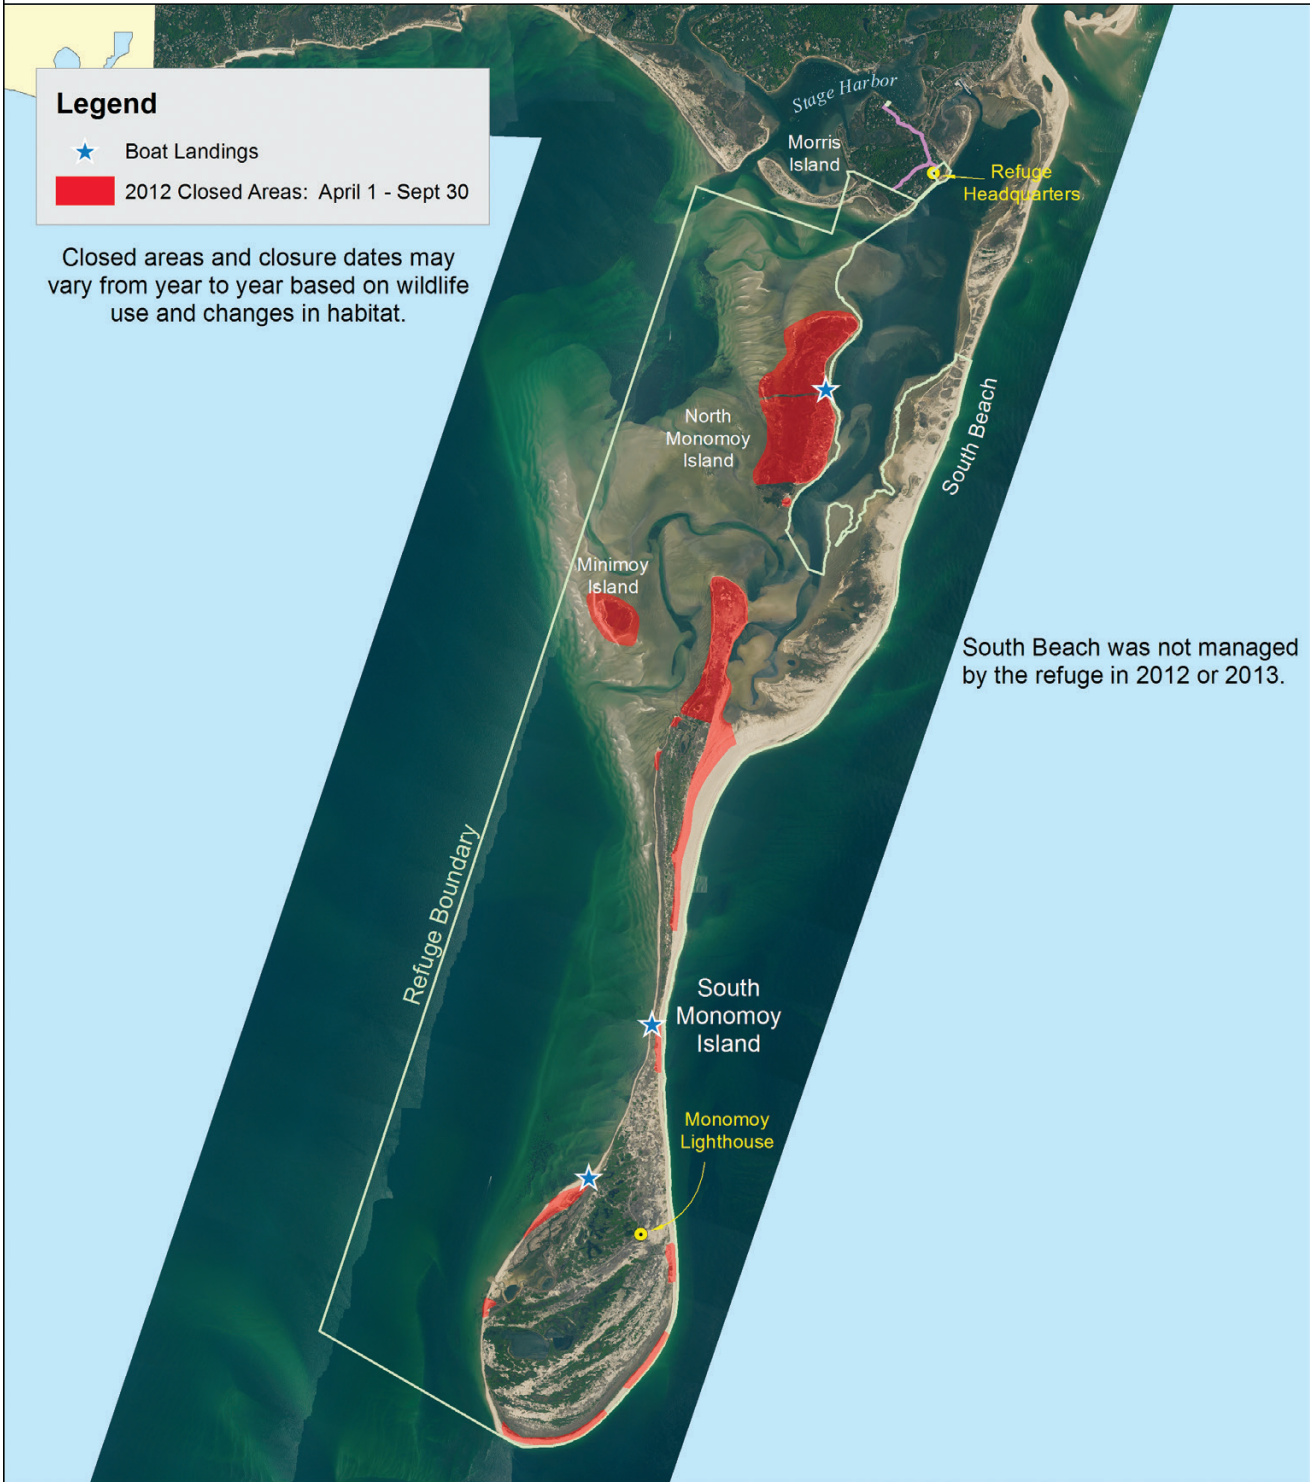 Legend
Boat Landings
2012 Closed Areas: April 1 - Sept 30
Closed areas and closure dates may
vary from year to year based on wildlife
use and changes in habitat.
Stage Harbor
Morris
Island
Refuge
Headquarters
North
Monomoy
Island
South Beach
Minimoy
Island
South Beach was not managed
by the refuge in 2012 or 2013.
Refuge Boundary
South
Monomoy
Island
Monomoy
Lighthouse